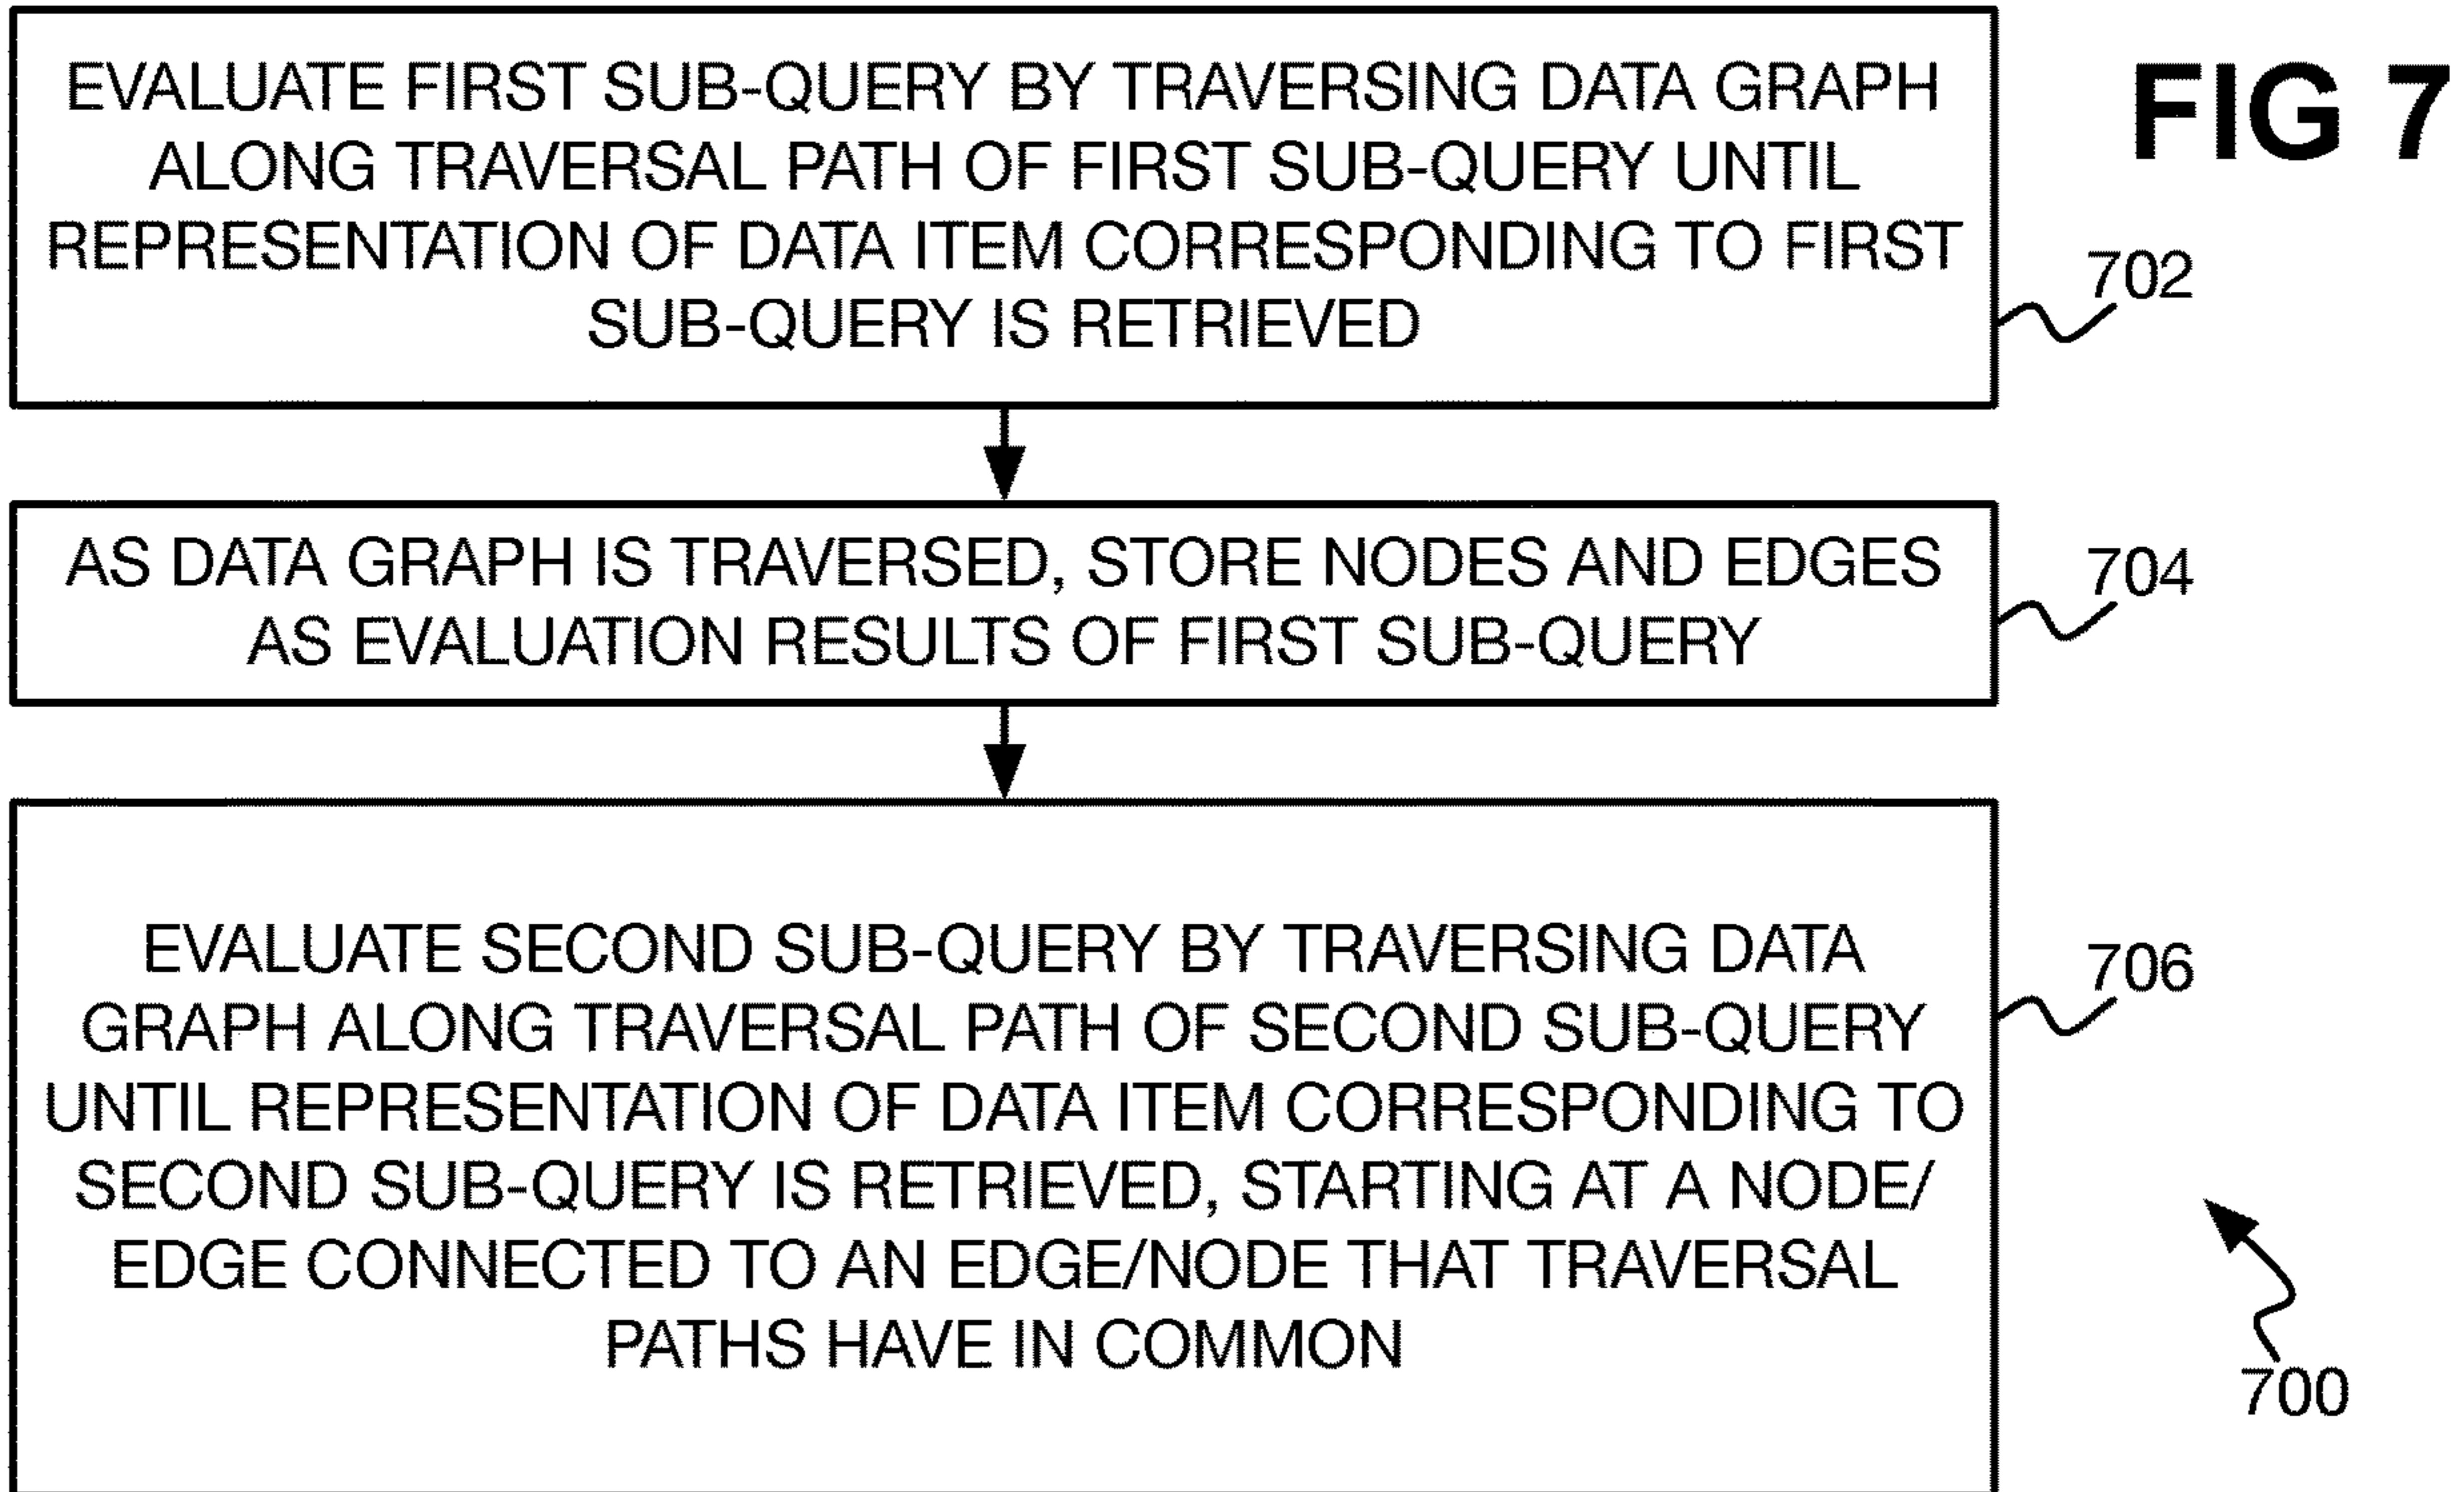 EVALUATE FIRST SUB-QUERY BY TRAVERSING DATA GRAPH
ALONG TRAVERSAL PATH OF FIRST SUB-QUERY UNTIL
REPRESENTATION OF DATA ITEM CORRESPONDING TO FIRST
SUB-QUERY IS RETRIEVED
FIG 7
702
AS DATA GRAPH IS TRAVERSED, STORE NODES AND EDGES
AS EVALUATION RESULTS OF FIRST SUB-QUERY
704
EVALUATE SECOND SUB-QUERY BY TRAVERSING DATA
GRAPH ALONG TRAVERSAL PATH OF SECOND SUB-QUERY
UNTIL REPRESENTATION OF DATA ITEM CORRESPONDING TO
SECOND SUB-QUERY IS RETRIEVED, STARTING AT A NODE/
EDGE CONNECTED TO AN EDGE/NODE THAT TRAVERSAL
PATHS HAVE IN COMMON
706
700